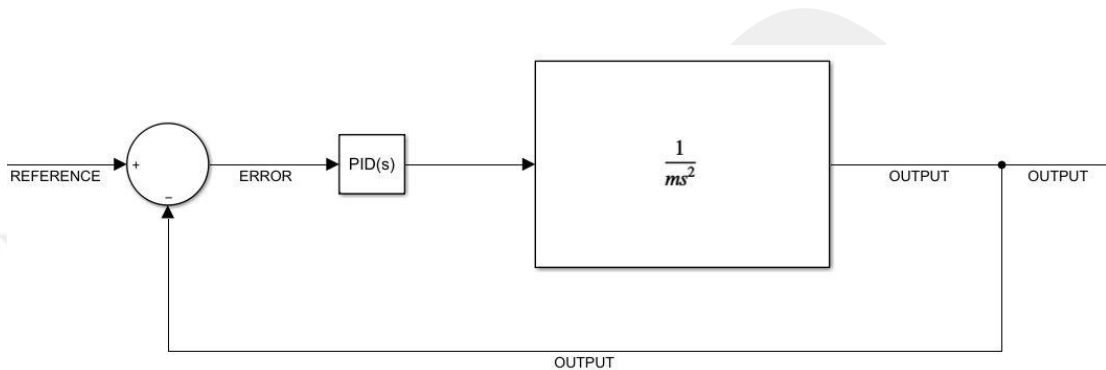 +
REFERENCE
−
ERROR
PID(s)
1
ms²
OUTPUT
OUTPUT
OUTPUT